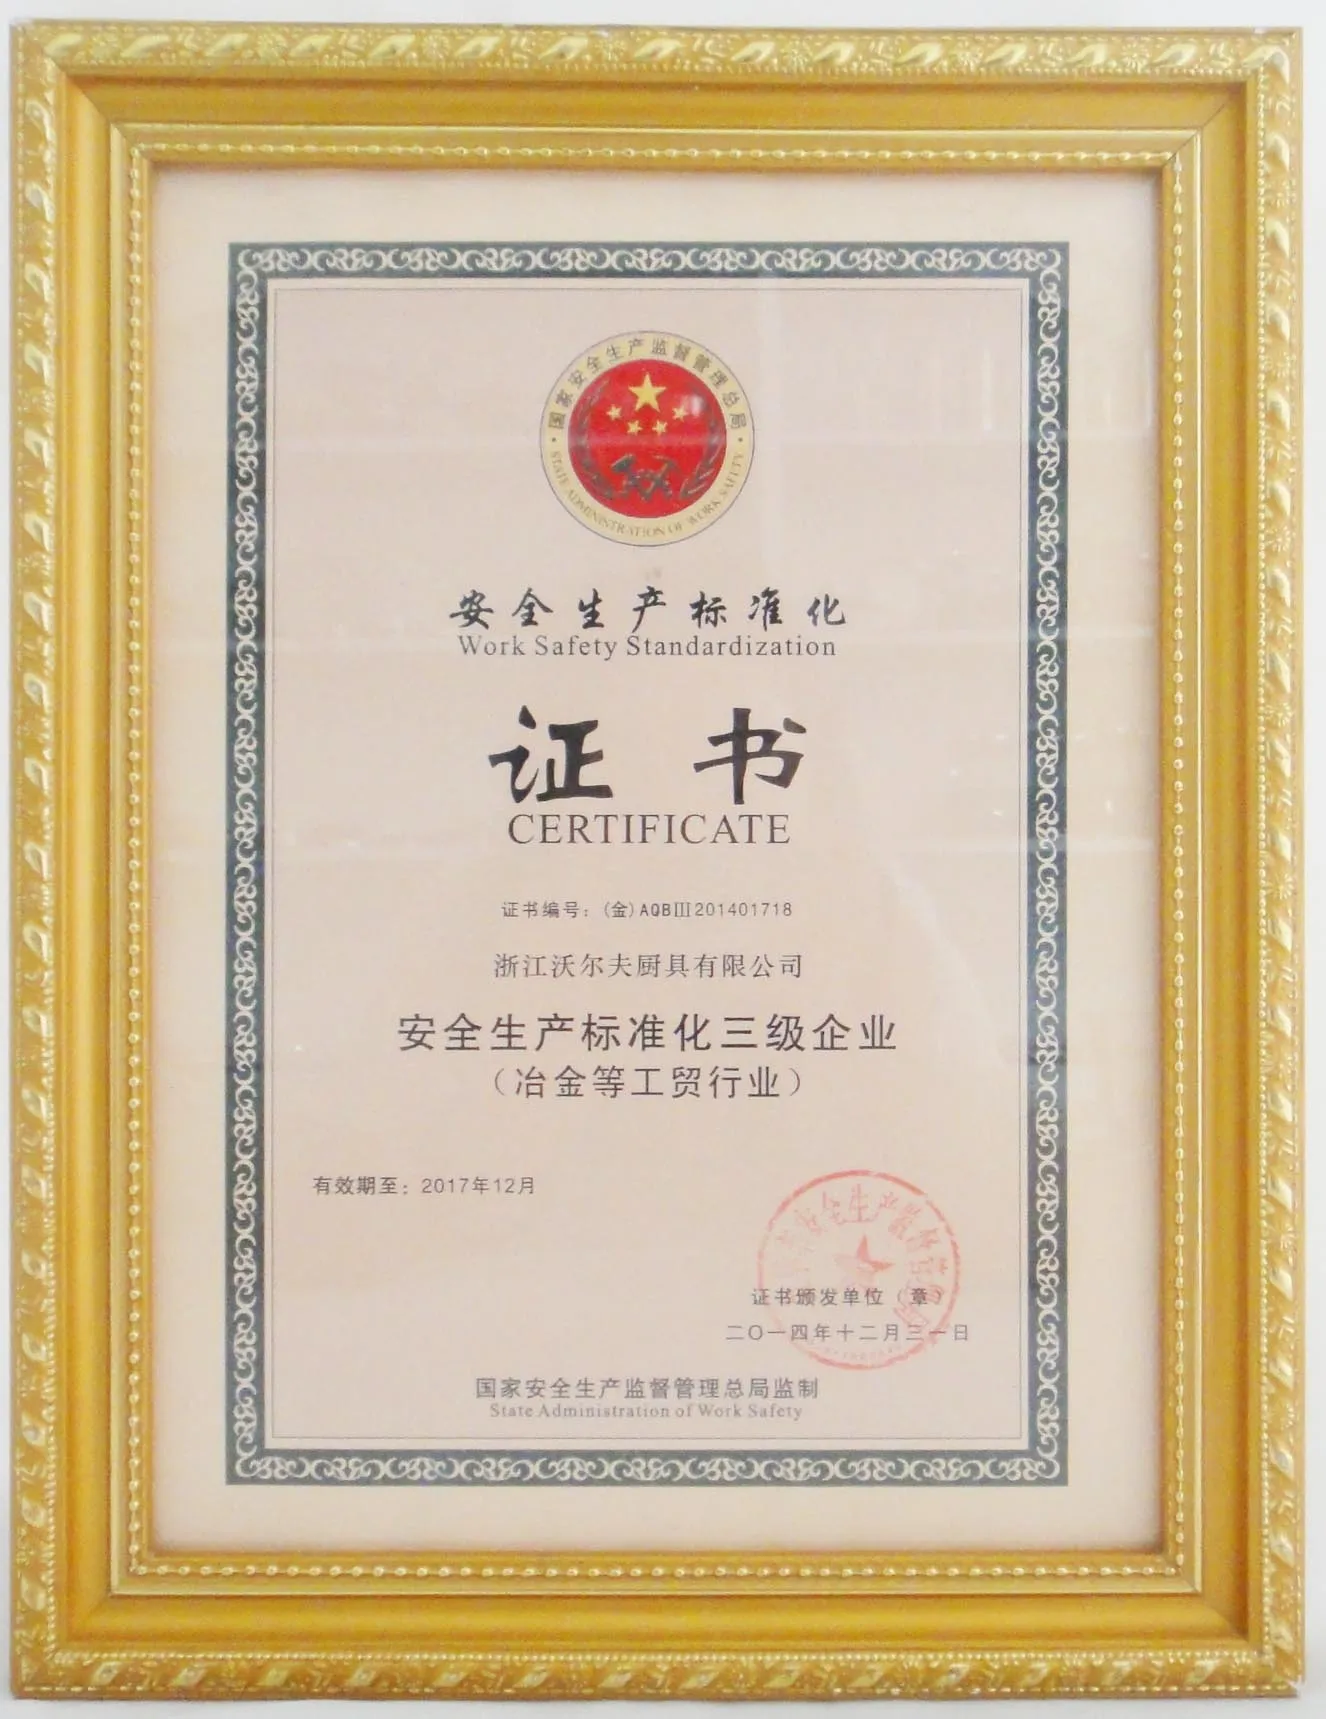 国家安全生产监督管理总局
STATE ADMINISTRATION OF WORK SAFETY
安全生产标准化
Work Safety Standardization
证书
CERTIFICATE
证书编号：(金)AQBⅢ201401718
浙江沃尔夫厨具有限公司
安全生产标准化三级企业
（冶金等工贸行业）
有效期至：2017年12月
安全生产监
证书颁发单位（章）
二〇一四年十二月三一日
国家安全生产监督管理总局监制
State Administration of Work Safety